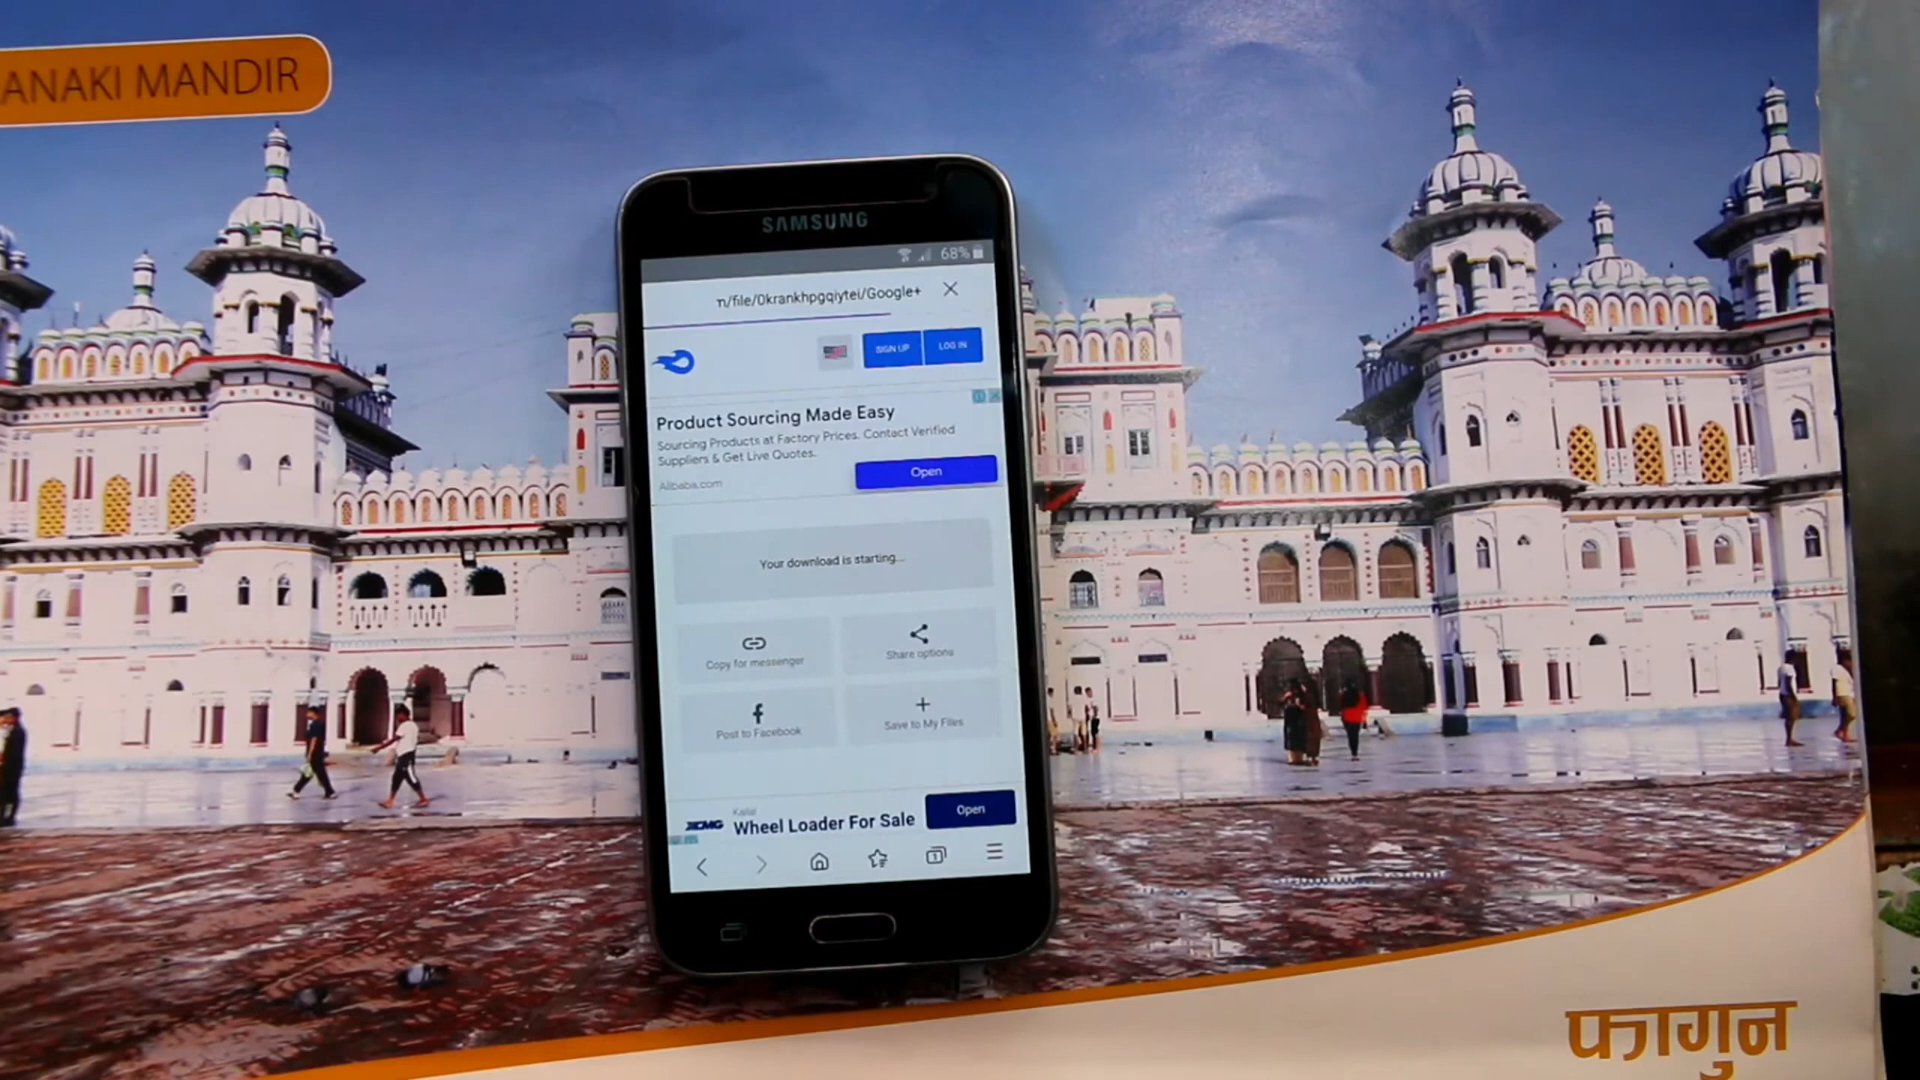 ANAKI MANDIR
SAMSUNG
68%
n/file/0krankhpgqiytei/Google+
SIGN UP
LOG IN
Product Sourcing Made Easy
Sourcing Products at Factory Prices. Contact Verified
Suppliers & Get Live Quotes.
Alibaba.com
Open
Your download is starting...
Copy for messenger
Share options
Post to Facebook
Save to My Files
XCMG
Wheel Loader For Sale
Open
1
फागुन